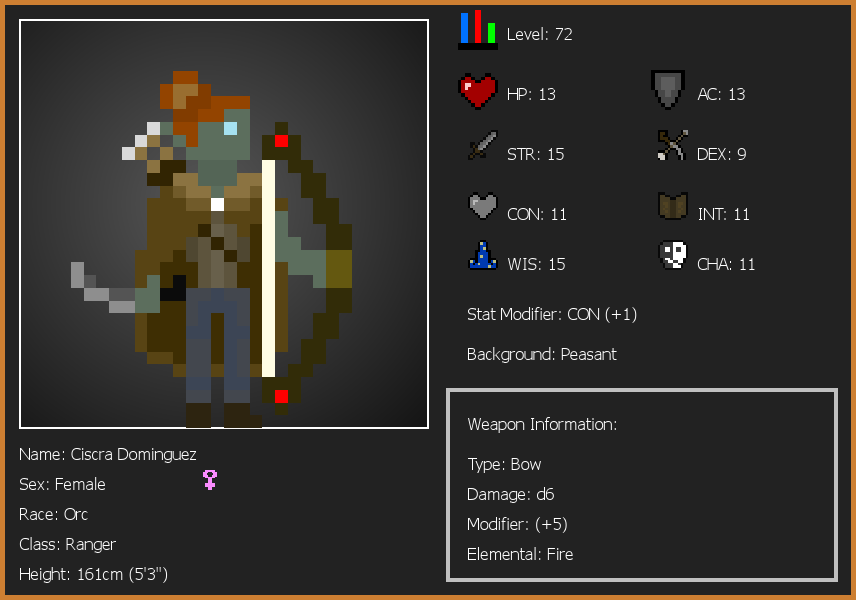 Level: 72
HP: 13
AC: 13
STR: 15
DEX: 9
CON: 11
INT: 11
WIS: 15
CHA: 11
Stat Modifier: CON (+1)
Background: Peasant
Weapon Information:
Type: Bow
Damage: d6
Modifier: (+5)
Elemental: Fire
Name: Ciscra Dominguez
Sex: Female
Race: Orc
Class: Ranger
Height: 161cm (5'3")